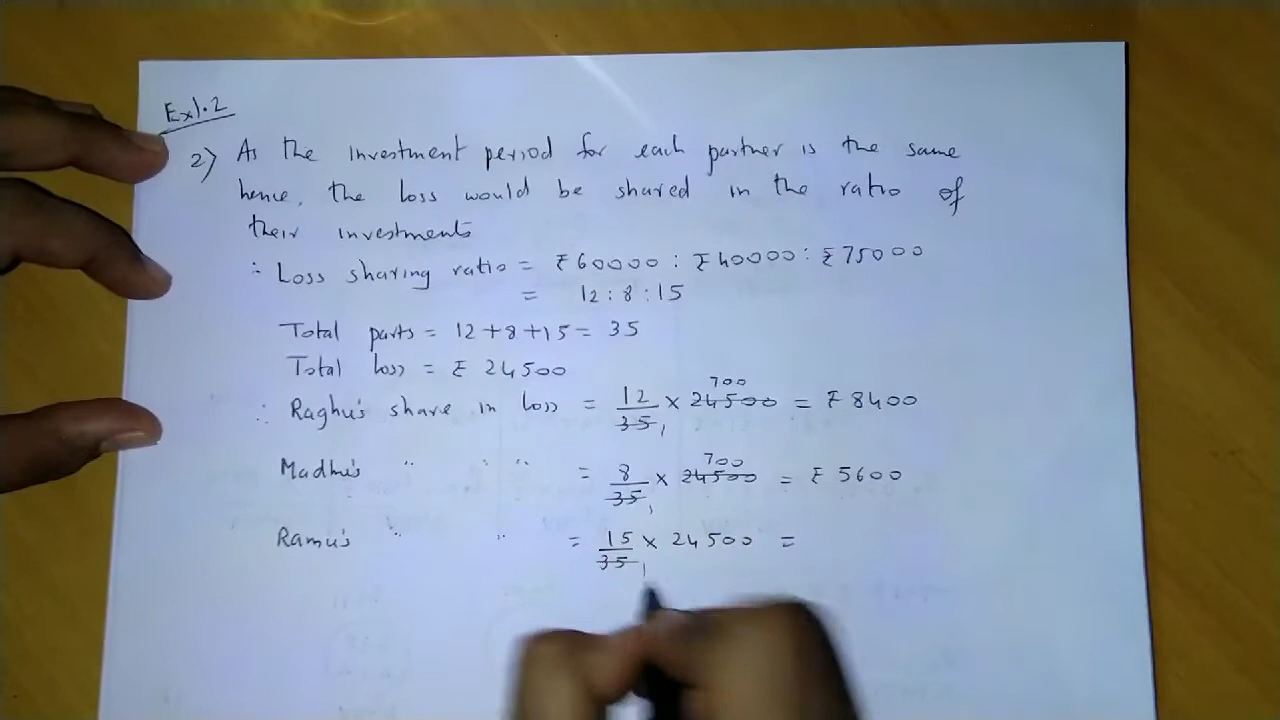 Ex1.2
2) As the investment period for each partner is the same
hence, the loss would be shared in the ratio of
their investments
∴ Loss sharing ratio = ₹60000 : ₹40000 : ₹75000
= 12 : 8 : 15
Total parts = 12 + 8 + 15 = 35
Total loss = ₹ 24500
∴ Raghu's share in loss = 12/35 1 × 24500 700 = ₹ 8400
Madhu's " " " = 8/35 1 × 24500 700 = ₹ 5600
Ramu's " " = 15/35 1 × 24500 =